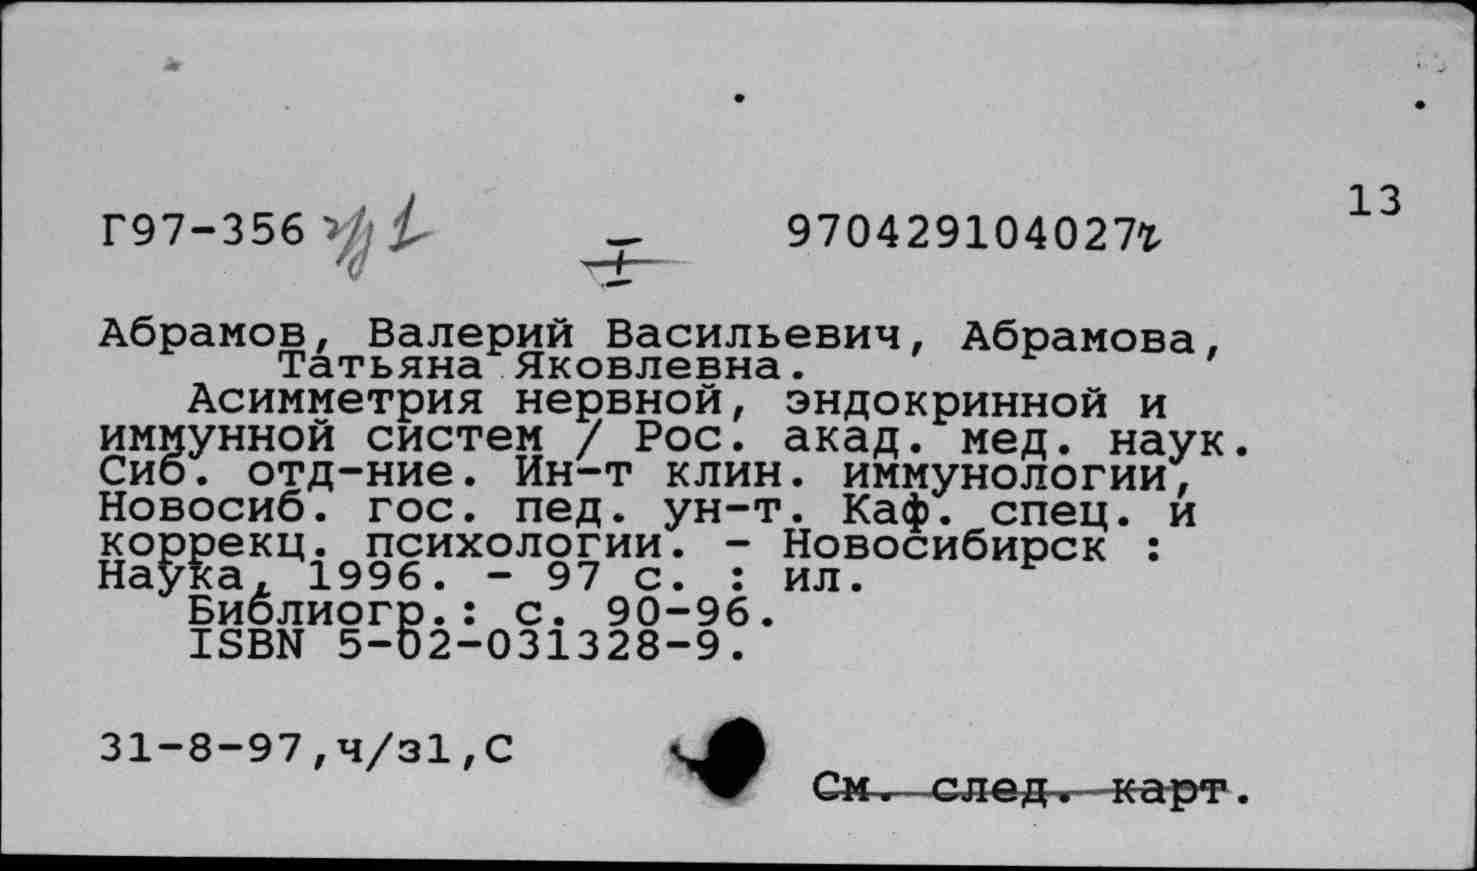 13
Г97-356 970429104027
Абрамов, Валерий Васильевич, Абрамова,
Татьяна Яковлевна.
Асимметрия нервной, эндокринной и
иммунной систем / Рос. акад. мед. наук.
Сиб. отд-ние. Ин-т клин. иммунологии,
Новосиб. гос. пед. ун-т. Каф. спец. и
коррекц. психологии. - Новосибирск :
Наука, 1996. - 97 с. : ил.
Библиогр.: с. 90-96.
ISBN 5-02-031328-9.
31-8-97,ч/з1,С
См. след. карт.